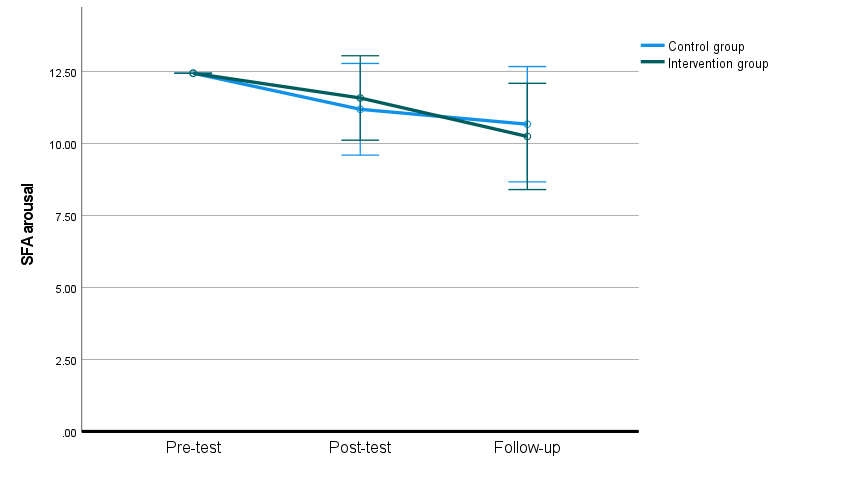 Control group
Intervention group
12.50
10.00
7.50
5.00
2.50
.00
SFA arousal
Pre-test Post-test Follow-up